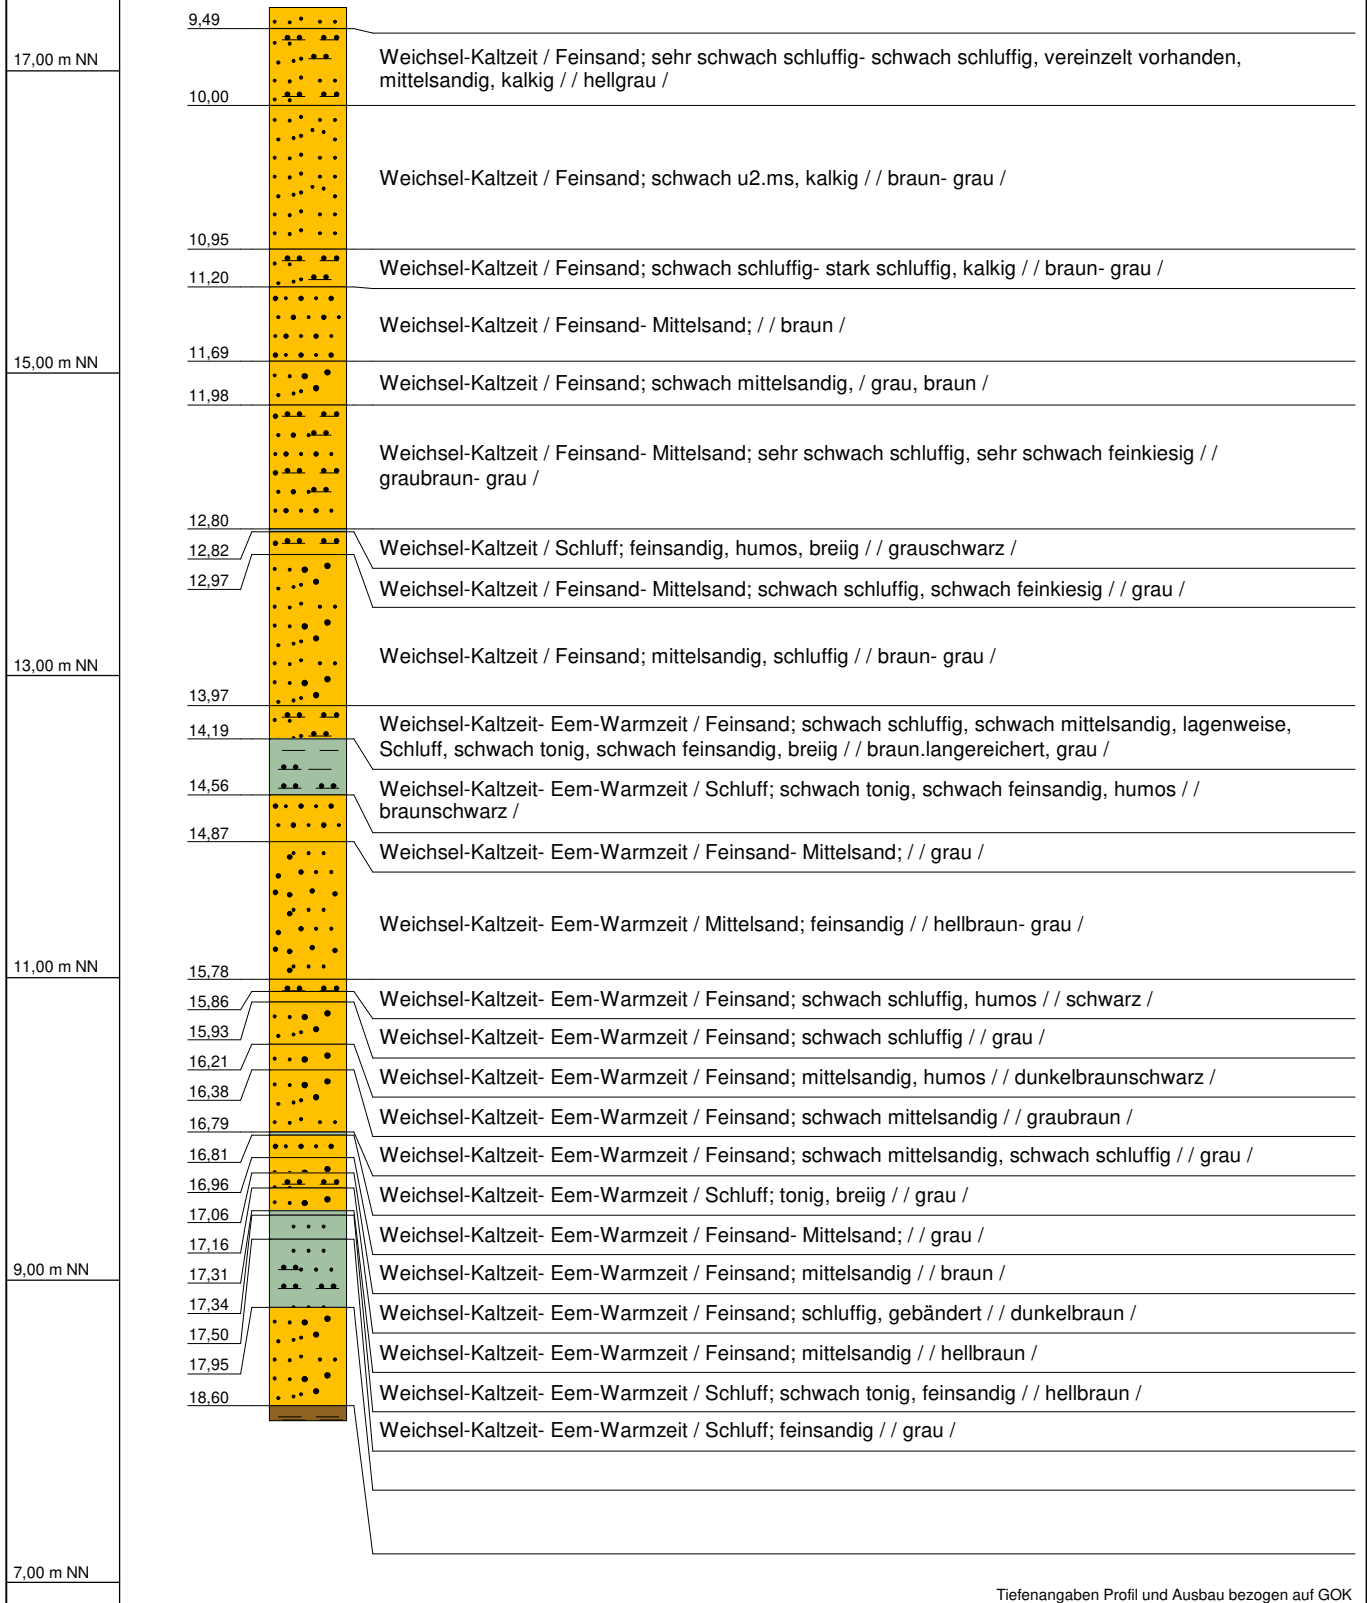 9,49
17,00 m NN
Weichsel-Kaltzeit / Feinsand; sehr schwach schluffig- schwach schluffig, vereinzelt vorhanden,
mittelsandig, kalkig / / hellgrau /
10,00
Weichsel-Kaltzeit / Feinsand; schwach u2.ms, kalkig / / braun- grau /
10,95
Weichsel-Kaltzeit / Feinsand; schwach schluffig- stark schluffig, kalkig / / braun- grau /
11,20
Weichsel-Kaltzeit / Feinsand- Mittelsand; / / braun /
11,69
15,00 m NN
Weichsel-Kaltzeit / Feinsand; schwach mittelsandig, / grau, braun /
11,98
Weichsel-Kaltzeit / Feinsand- Mittelsand; sehr schwach schluffig, sehr schwach feinkiesig / /
graubraun- grau /
12,80
12,82
Weichsel-Kaltzeit / Schluff; feinsandig, humos, breiig / / grauschwarz /
12,97
Weichsel-Kaltzeit / Feinsand- Mittelsand; schwach schluffig, schwach feinkiesig / / grau /
Weichsel-Kaltzeit / Feinsand; mittelsandig, schluffig / / braun- grau /
13,00 m NN
13,97
Weichsel-Kaltzeit- Eem-Warmzeit / Feinsand; schwach schluffig, schwach mittelsandig, lagenweise,
14,19
Schluff, schwach tonig, schwach feinsandig, breiig / / braun.langereichert, grau /
14,56
Weichsel-Kaltzeit- Eem-Warmzeit / Schluff; schwach tonig, schwach feinsandig, humos / /
braunschwarz /
14,87
Weichsel-Kaltzeit- Eem-Warmzeit / Feinsand- Mittelsand; / / grau /
Weichsel-Kaltzeit- Eem-Warmzeit / Mittelsand; feinsandig / / hellbraun- grau /
11,00 m NN
15,78
15,86
Weichsel-Kaltzeit- Eem-Warmzeit / Feinsand; schwach schluffig, humos / / schwarz /
15,93
Weichsel-Kaltzeit- Eem-Warmzeit / Feinsand; schwach schluffig / / grau /
16,21
Weichsel-Kaltzeit- Eem-Warmzeit / Feinsand; mittelsandig, humos / / dunkelbraunschwarz /
16,38
Weichsel-Kaltzeit- Eem-Warmzeit / Feinsand; schwach mittelsandig / / graubraun /
16,79
16,81
Weichsel-Kaltzeit- Eem-Warmzeit / Feinsand; schwach mittelsandig, schwach schluffig / / grau /
16,96
Weichsel-Kaltzeit- Eem-Warmzeit / Schluff; tonig, breiig / / grau /
17,06
Weichsel-Kaltzeit- Eem-Warmzeit / Feinsand- Mittelsand; / / grau /
17,16
9,00 m NN
17,31
Weichsel-Kaltzeit- Eem-Warmzeit / Feinsand; mittelsandig / / braun /
17,34
Weichsel-Kaltzeit- Eem-Warmzeit / Feinsand; schluffig, gebändert / / dunkelbraun /
17,50
Weichsel-Kaltzeit- Eem-Warmzeit / Feinsand; mittelsandig / / hellbraun /
17,95
Weichsel-Kaltzeit- Eem-Warmzeit / Schluff; schwach tonig, feinsandig / / hellbraun /
18,60
Weichsel-Kaltzeit- Eem-Warmzeit / Schluff; feinsandig / / grau /
7,00 m NN
Tiefenangaben Profil und Ausbau bezogen auf GOK